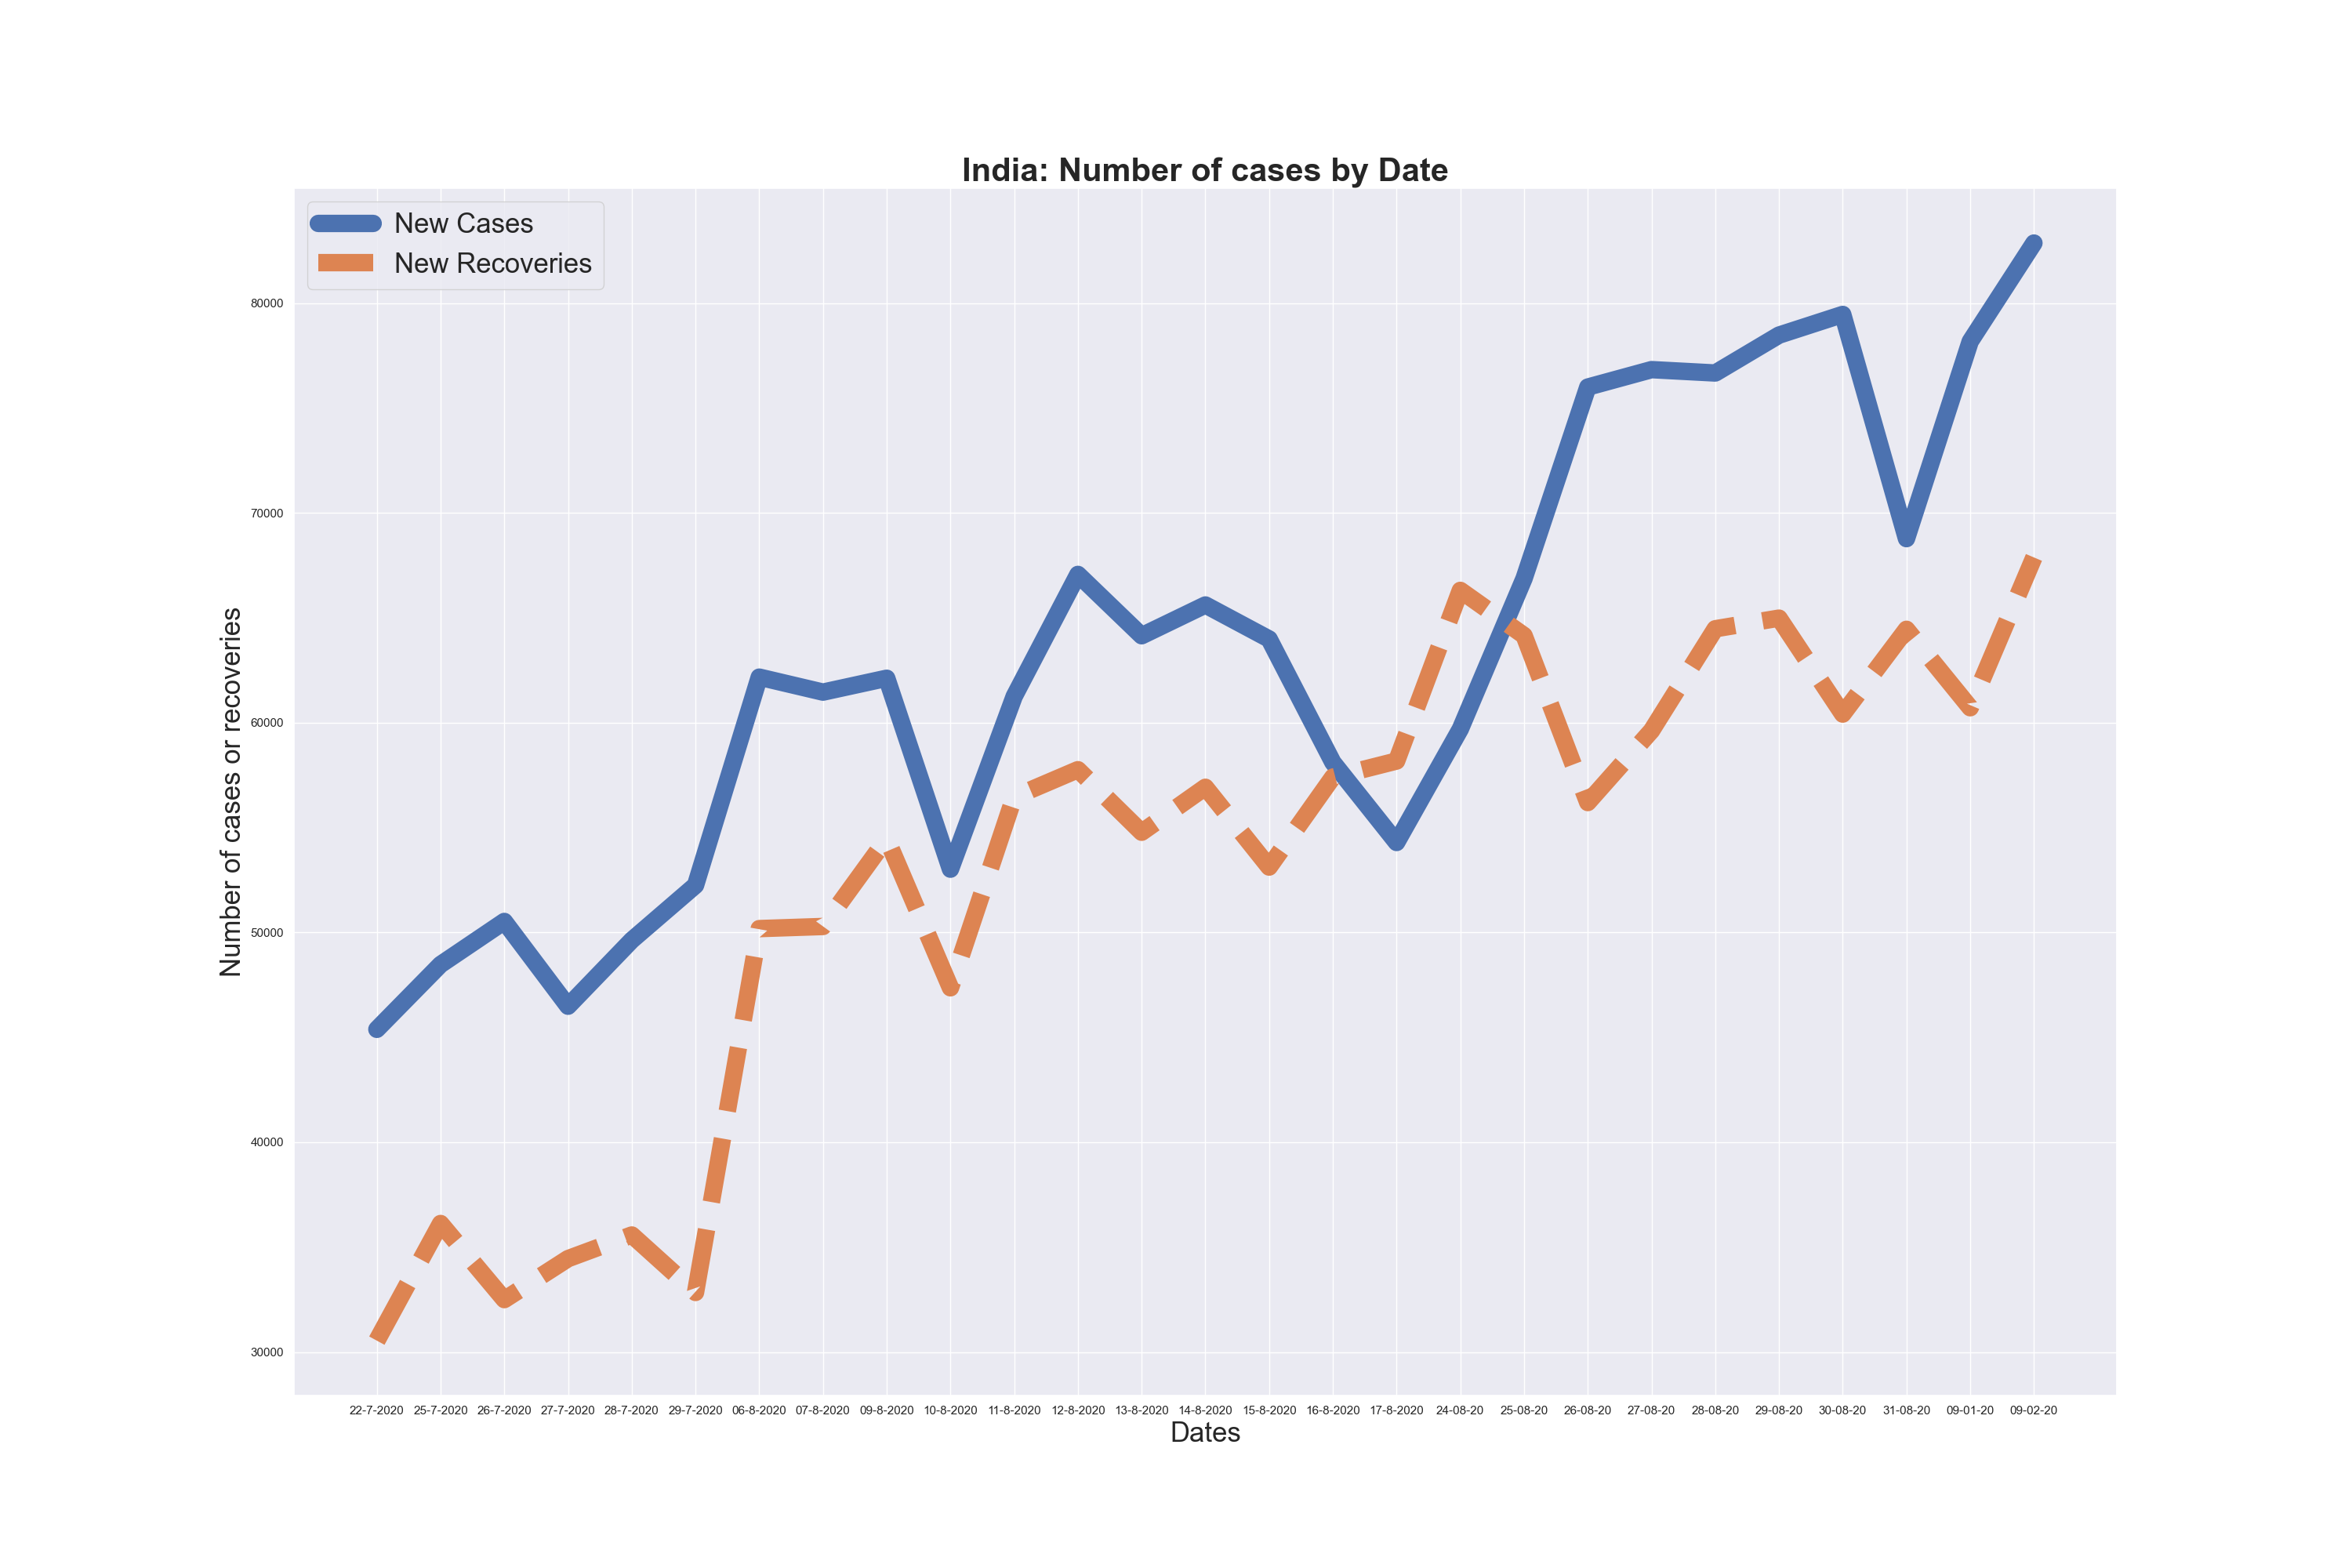 India: Number of cases by Date
New Cases
New Recoveries
Number of cases or recoveries
80000
70000
60000
50000
40000
30000
22-7-2020 25-7-2020 26-7-2020 27-7-2020 28-7-2020 29-7-2020 06-8-2020 07-8-2020 09-8-2020 10-8-2020 11-8-2020 12-8-2020 13-8-2020 14-8-2020 15-8-2020 16-8-2020 17-8-2020 24-08-20 25-08-20 26-08-20 27-08-20 28-08-20 29-08-20 30-08-20 31-08-20 09-01-20 09-02-20
Dates